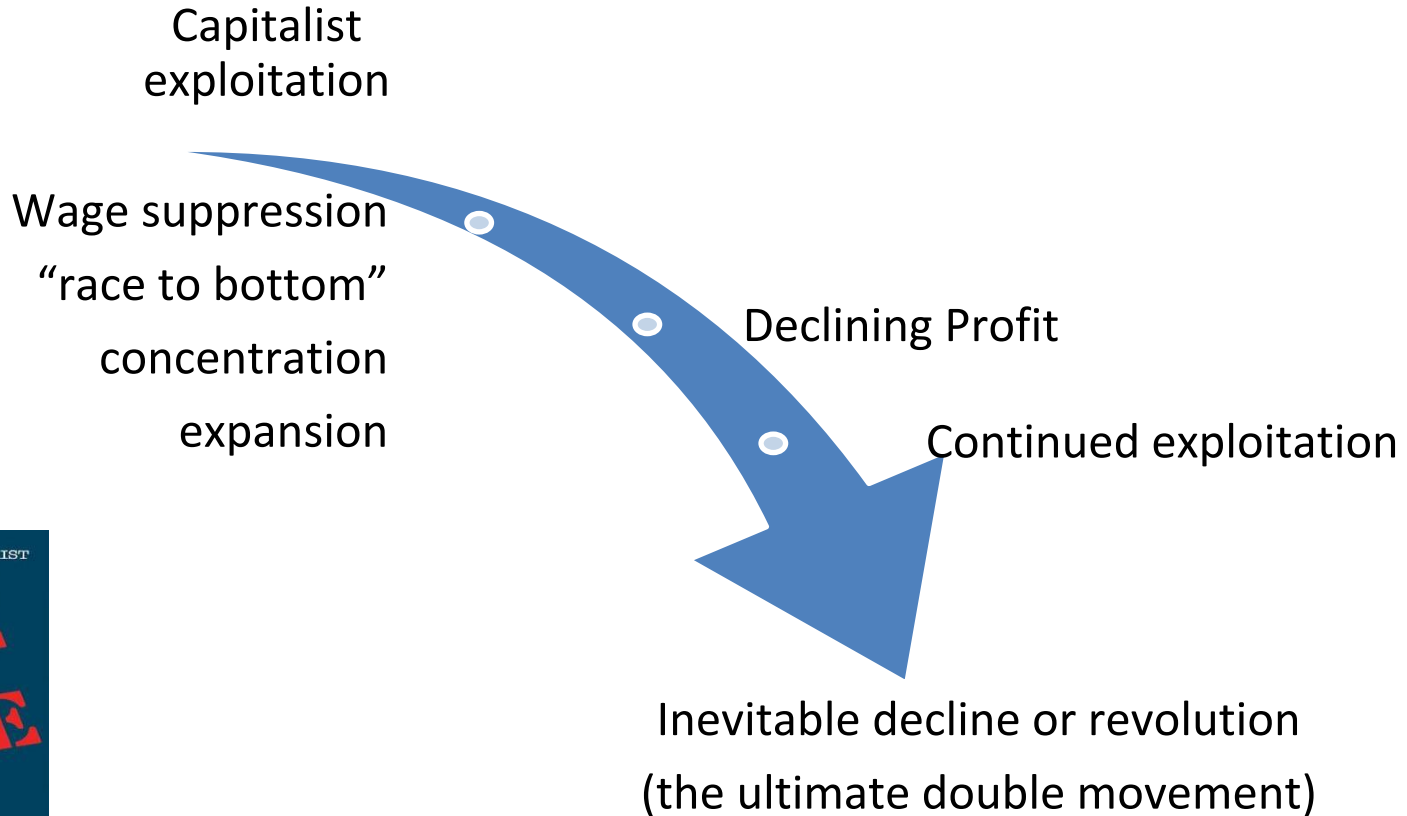 Capitalist
exploitation
Wage suppression
“race to bottom”
concentration
expansion
Declining Profit
Continued exploitation
IST
Inevitable decline or revolution
(the ultimate double movement)